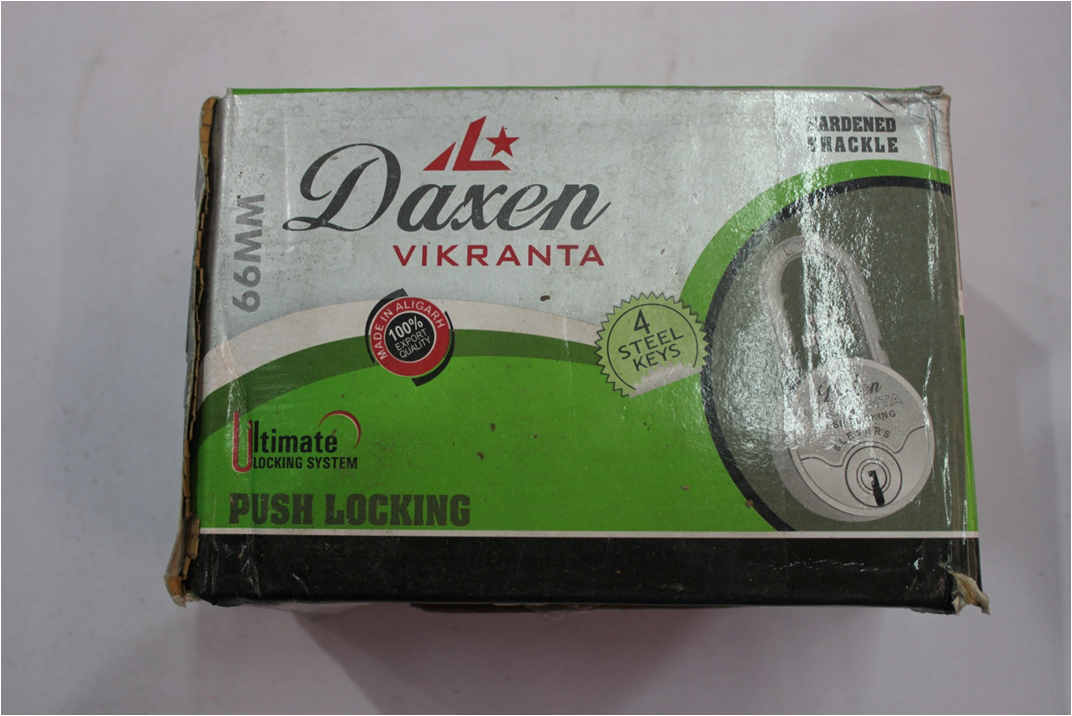 HARDENED
SHACKLE
Daxen
VIKRANTA
66MM
MADE IN ALIGARH
100%
EXPORT
QUALITY
4
STEEL
KEYS
Ultimate
LOCKING SYSTEM
PUSH LOCKING
Daxen